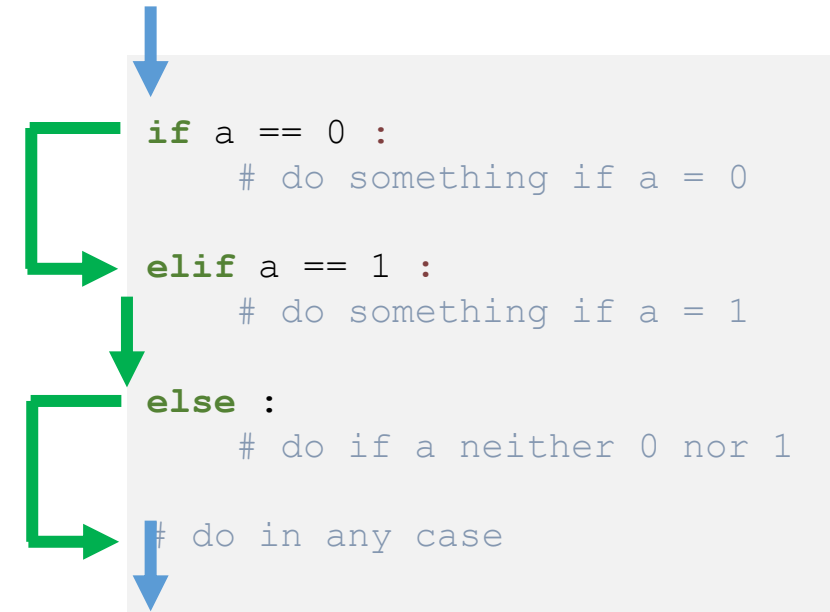 if a == 0 :
# do something if a = 0
elif a == 1 :
# do something if a = 1
else :
# do if a neither 0 nor 1
# do in any case